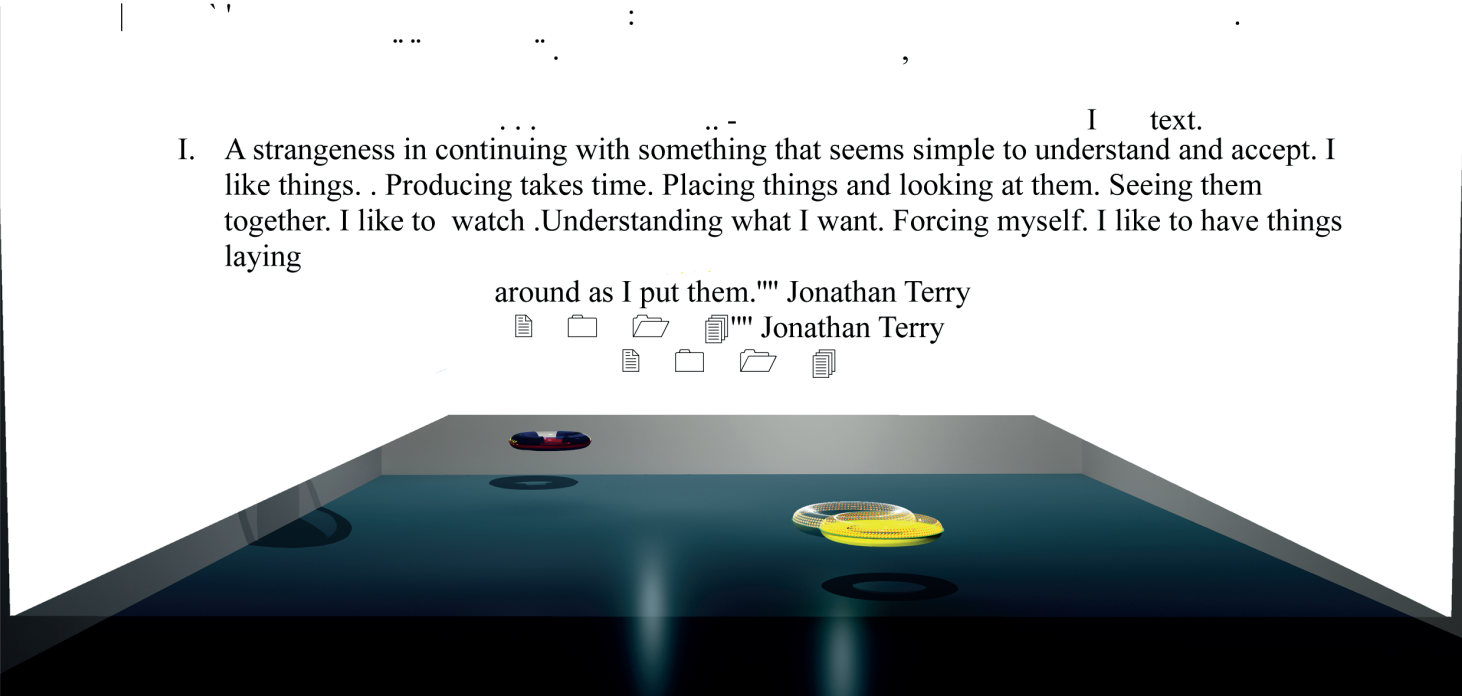 | ` ' : .
.. .. ..
. ,
. . . .. - I text.
I. A strangeness in continuing with something that seems simple to understand and accept. I
like things. . Producing takes time. Placing things and looking at them. Seeing them
together. I like to  watch .Understanding what I want. Forcing myself. I like to have things
laying
around as I put them."" Jonathan Terry
"" Jonathan Terry